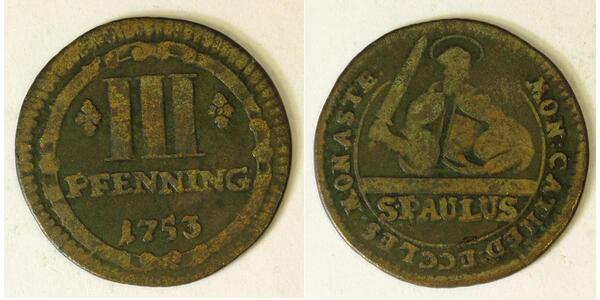 III
PFENNING
1753
MON: CATHED. ECCLES. MONASTE.
S.PAULUS